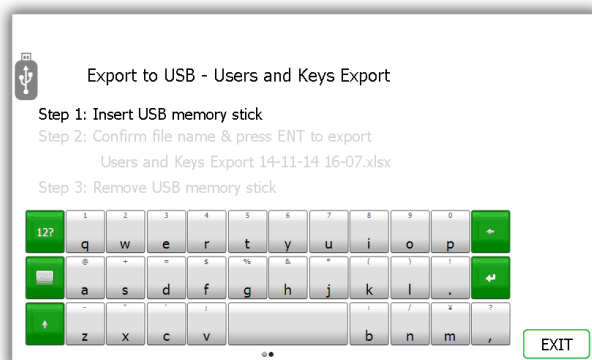 Export to USB - Users and Keys Export
Step 1: Insert USB memory stick
Step 2: Confirm file name & press ENT to export
Users and Keys Export 14-11-14 16-07.xlsx
Step 3: Remove USB memory stick
1 2 3 4 5 6 7 8 9 0
12? q w e r t y u i o p
@ + = $ % & * ( ) !
a s d f g h j k l .
- " ' ; : / ¥ ?
z x c v b n m ,
EXIT